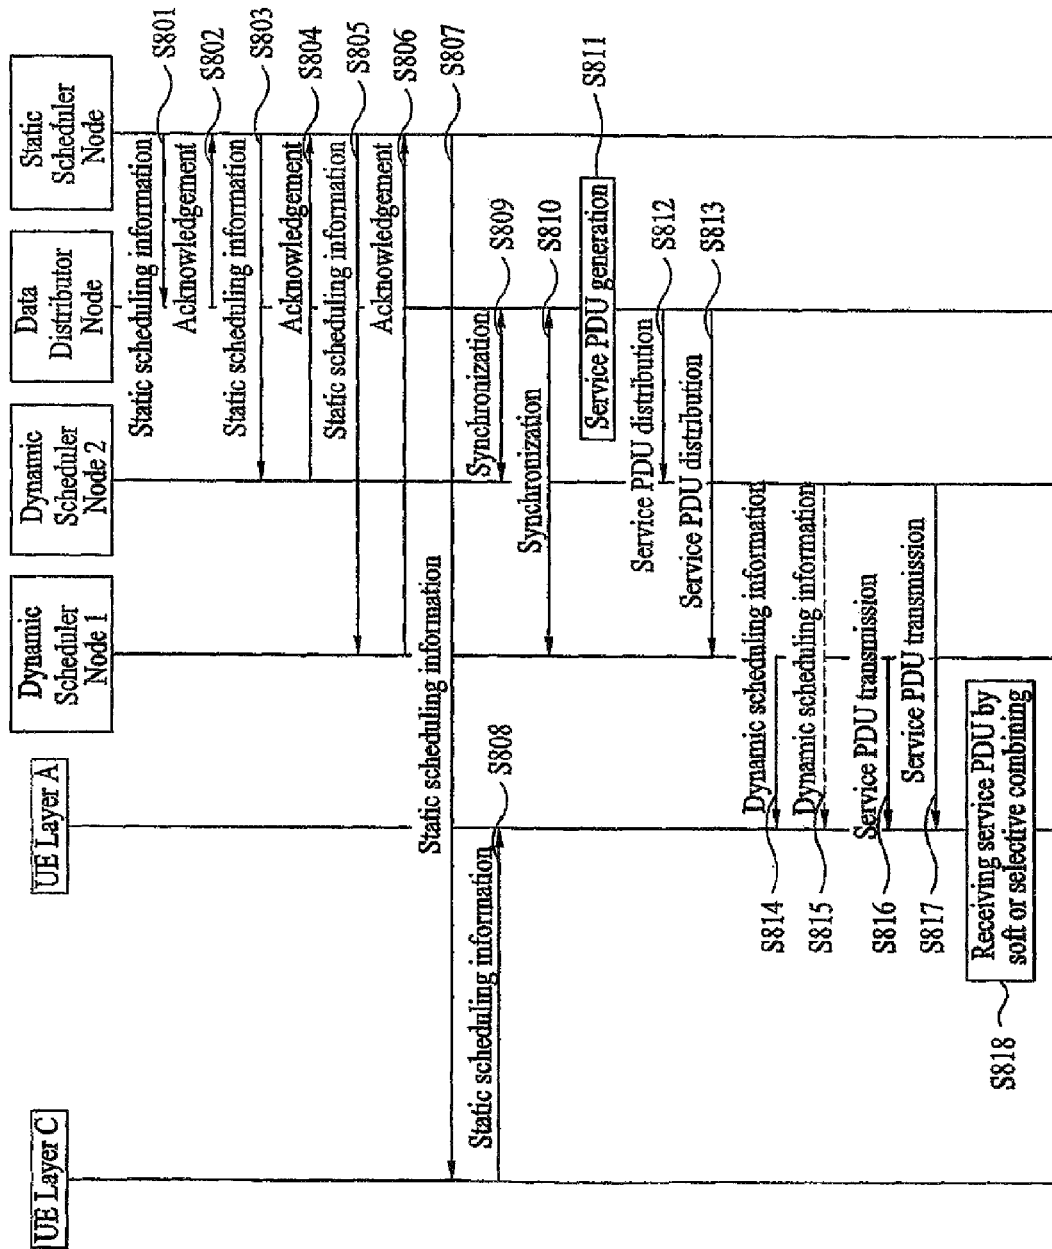 UE Layer C
UE Layer A
Dynamic
Scheduler
Node 1
Dynamic
Scheduler
Node 2
Data
Distributor
Node
Static
Scheduler
Node
Static scheduling information
S801
Acknowledgement
S802
Static scheduling information
S803
Acknowledgement
S804
Static scheduling information
S805
Acknowledgement
S806
Static scheduling information
S807
Static scheduling information
S808
Synchronization
S809
Synchronization
S810
Service PDU generation
S811
Service PDU distribution
S812
Service PDU distribution
S813
Dynamic scheduling information
S814
Dynamic scheduling information
S815
Service PDU transmission
S816
Service PDU transmission
S817
Receiving service PDU by
soft or selective combining
S818